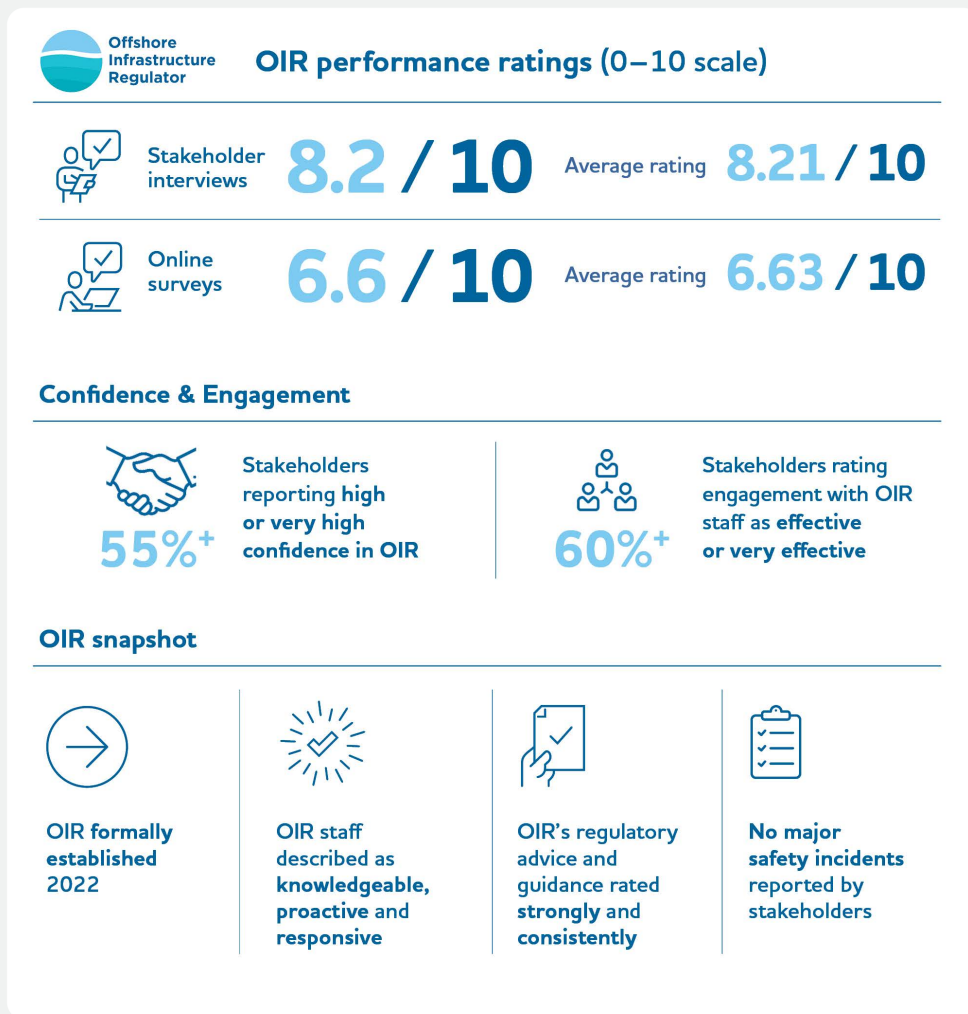 Offshore
Infrastructure
Regulator
OIR performance ratings (0–10 scale)
Stakeholder
interviews
8.2 / 10
Average rating
8.21 / 10
Online
surveys
6.6 / 10
Average rating
6.63 / 10
Confidence & Engagement
55%+
Stakeholders
reporting high
or very high
confidence in OIR
60%+
Stakeholders rating
engagement with OIR
staff as effective
or very effective
OIR snapshot
OIR formally
established
2022
OIR staff
described as
knowledgeable,
proactive and
responsive
OIR’s regulatory
advice and
guidance rated
strongly and
consistently
No major
safety incidents
reported by
stakeholders